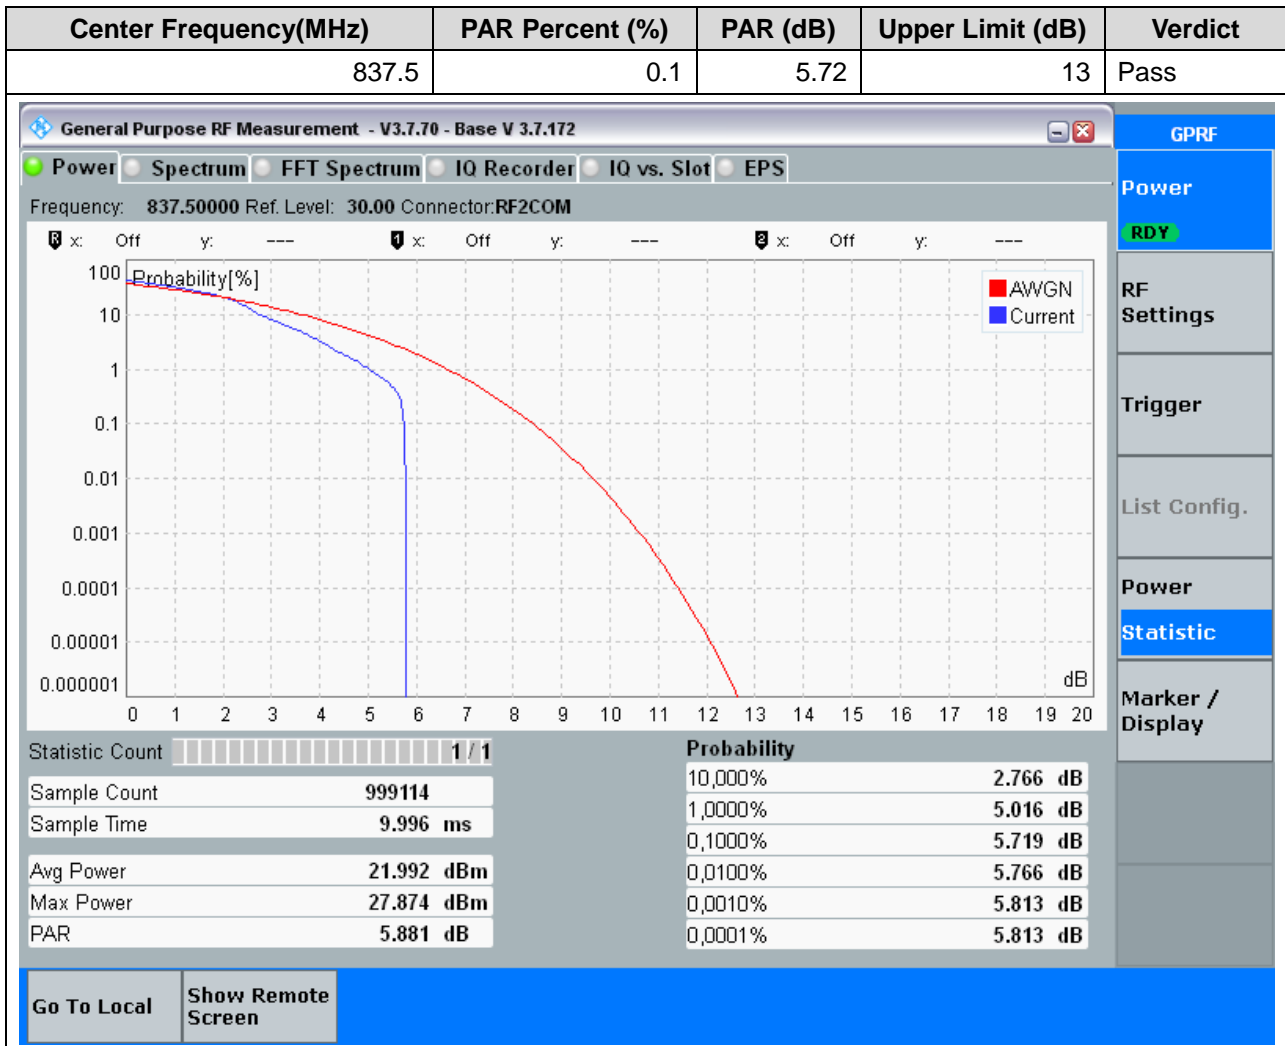 Center Frequency(MHz) PAR Percent (%) PAR (dB) Upper Limit (dB) Verdict
837.5 0.1 5.72 13 Pass
General Purpose RF Measurement - V3.7.70 - Base V 3.7.172
GPRF
Power Spectrum FFT Spectrum IQ Recorder IQ vs. Slot EPS
Frequency: 837.50000 Ref. Level: 30.00 Connector:RF2COM
R x: Off y: --- 1 x: Off y: --- 2 x: Off y: ---
Probability[%]
AWGN
Current
100
10
1
0.1
0.01
0.001
0.0001
0.00001
0.000001
dB
0 1 2 3 4 5 6 7 8 9 10 11 12 13 14 15 16 17 18 19 20
Statistic Count 1 / 1
Sample Count 999114
Sample Time 9.996 ms
Avg Power 21.992 dBm
Max Power 27.874 dBm
PAR 5.881 dB
Probability
10,000% 2.766 dB
1,0000% 5.016 dB
0,1000% 5.719 dB
0,0100% 5.766 dB
0,0010% 5.813 dB
0,0001% 5.813 dB
Power
RDY
RF
Settings
Trigger
List Config.
Power
Statistic
Marker /
Display
Go To Local
Show Remote
Screen